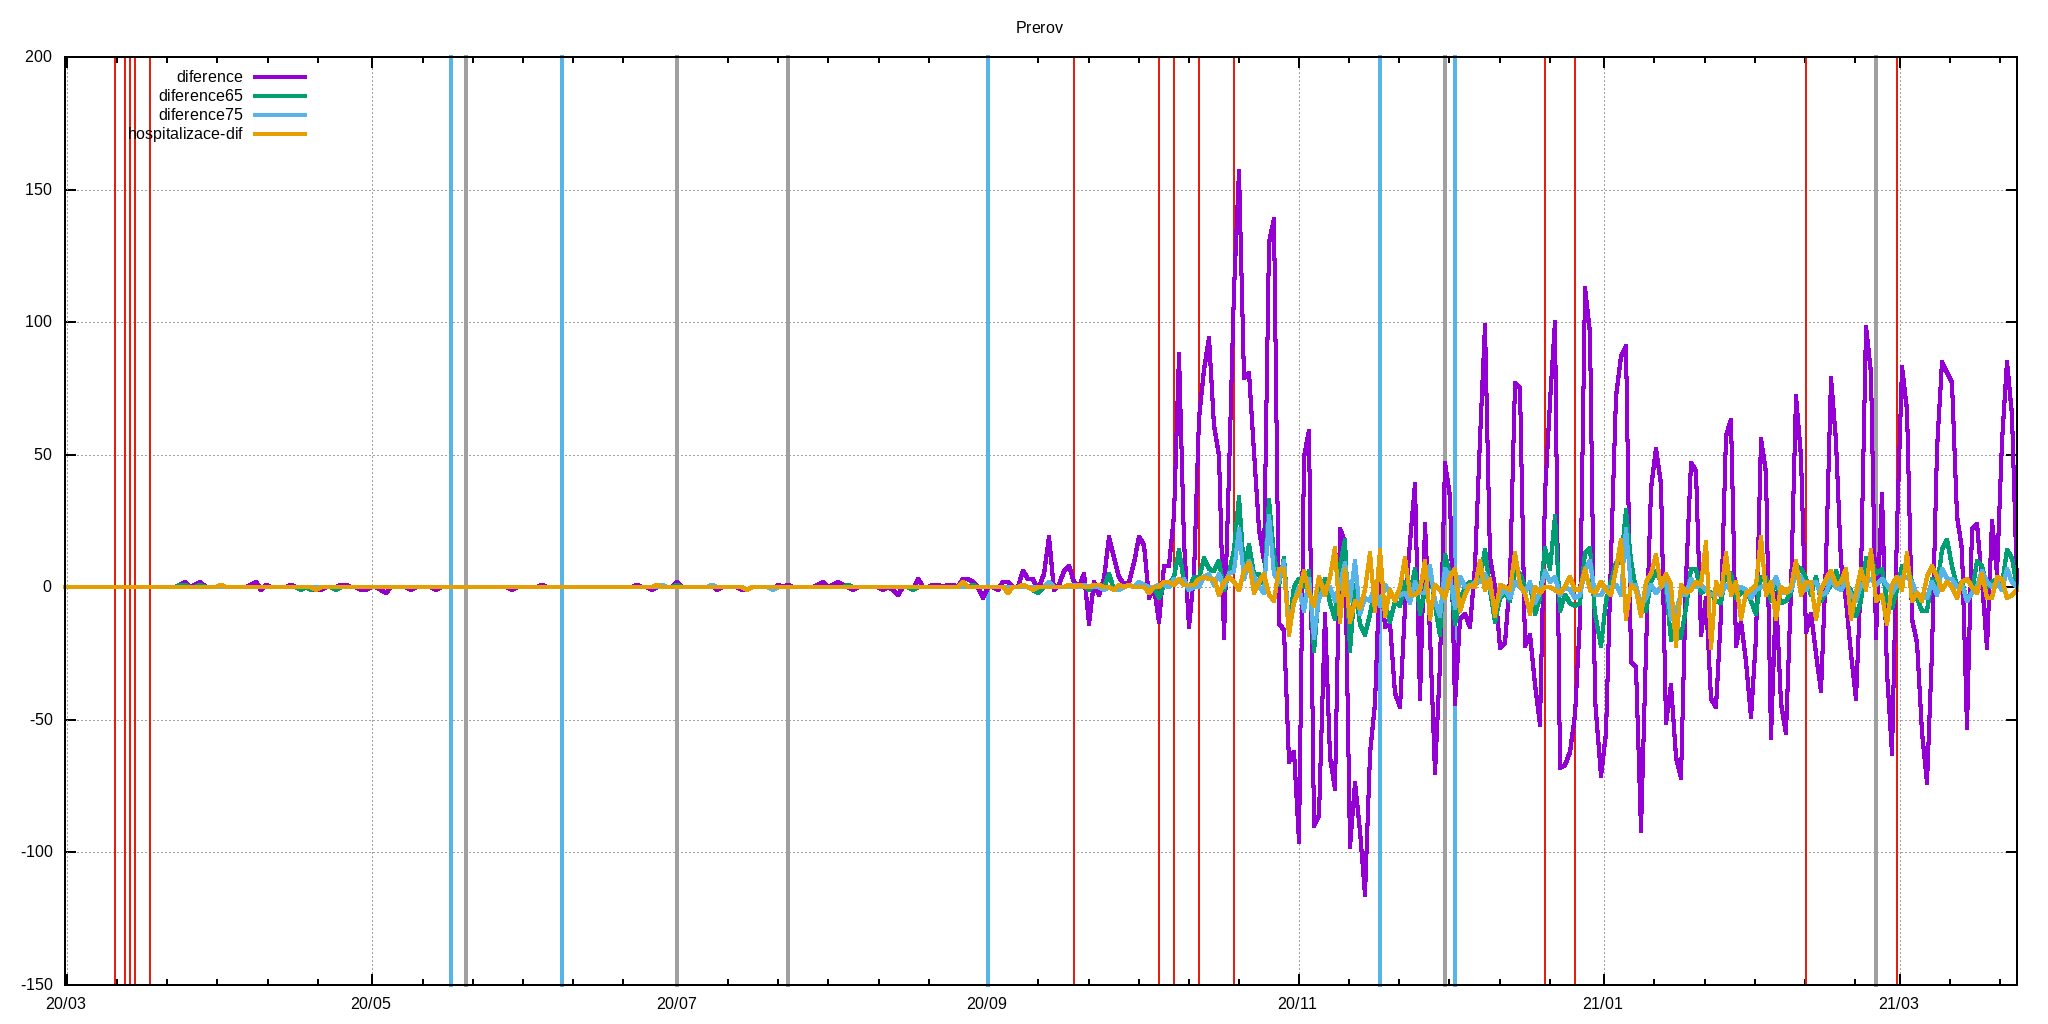 Prerov
200
150
100
50
0
-50
-100
-150
diference
diference65
diference75
hospitalizace-dif
20/03 20/05 20/07 20/09 20/11 21/01 21/03